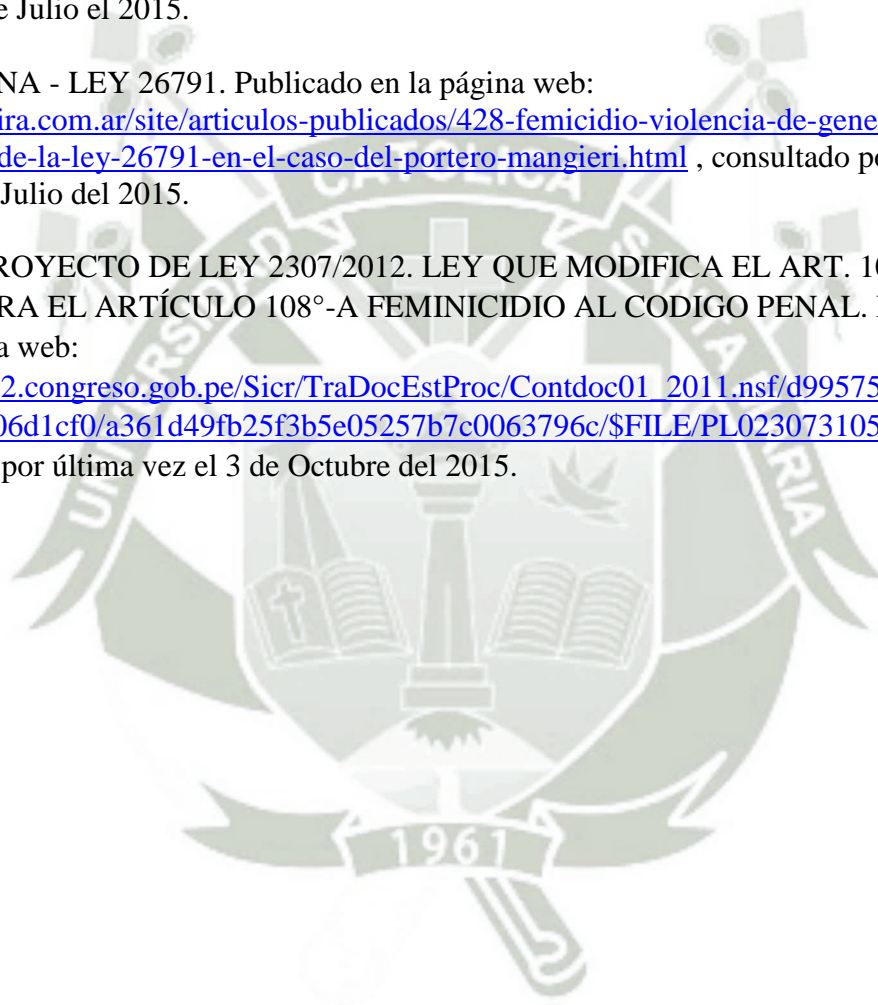 e Julio el 2015.
NA - LEY 26791. Publicado en la página web:
ira.com.ar/site/articulos-publicados/428-femicidio-violencia-de-gene
de-la-ley-26791-en-el-caso-del-portero-mangieri.html , consultado po
Julio del 2015.
ROYECTO DE LEY 2307/2012. LEY QUE MODIFICA EL ART. 10
RA EL ARTÍCULO 108°-A FEMINICIDIO AL CODIGO PENAL.
a web:
2.congreso.gob.pe/Sicr/TraDocEstProc/Contdoc01_2011.nsf/d99575
06d1cf0/a361d49fb25f3b5e05257b7c0063796c/$FILE/PL023073105
por última vez el 3 de Octubre del 2015.
UNIVERSIDAD CATOLICA SANTA MARIA
1961